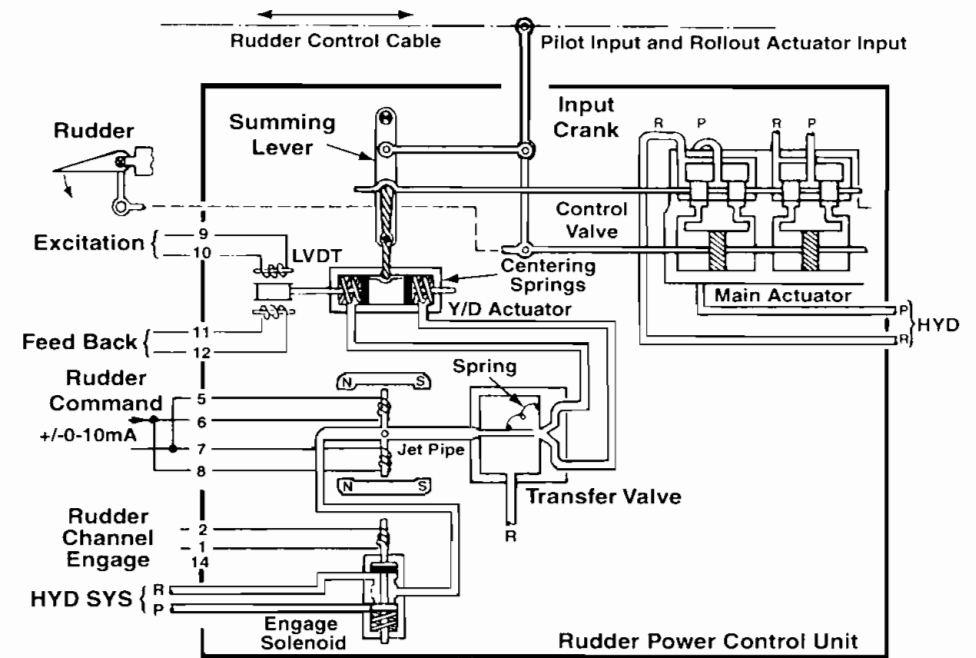 Rudder Control Cable
Pilot Input and Rollout Actuator Input
Rudder
Summing
Lever
Input
Crank
R P R P
Control
Valve
Excitation
9
10
LVDT
Centering
Springs
Y/D Actuator
Main Actuator
P
HYD
R
Feed Back
11
12
Rudder
Command
+/-0-10mA
5
6
7
8
N S
Jet Pipe
N S
Spring
Transfer Valve
R
Rudder
Channel
Engage
2
1
14
HYD SYS
R
P
Engage
Solenoid
Rudder Power Control Unit